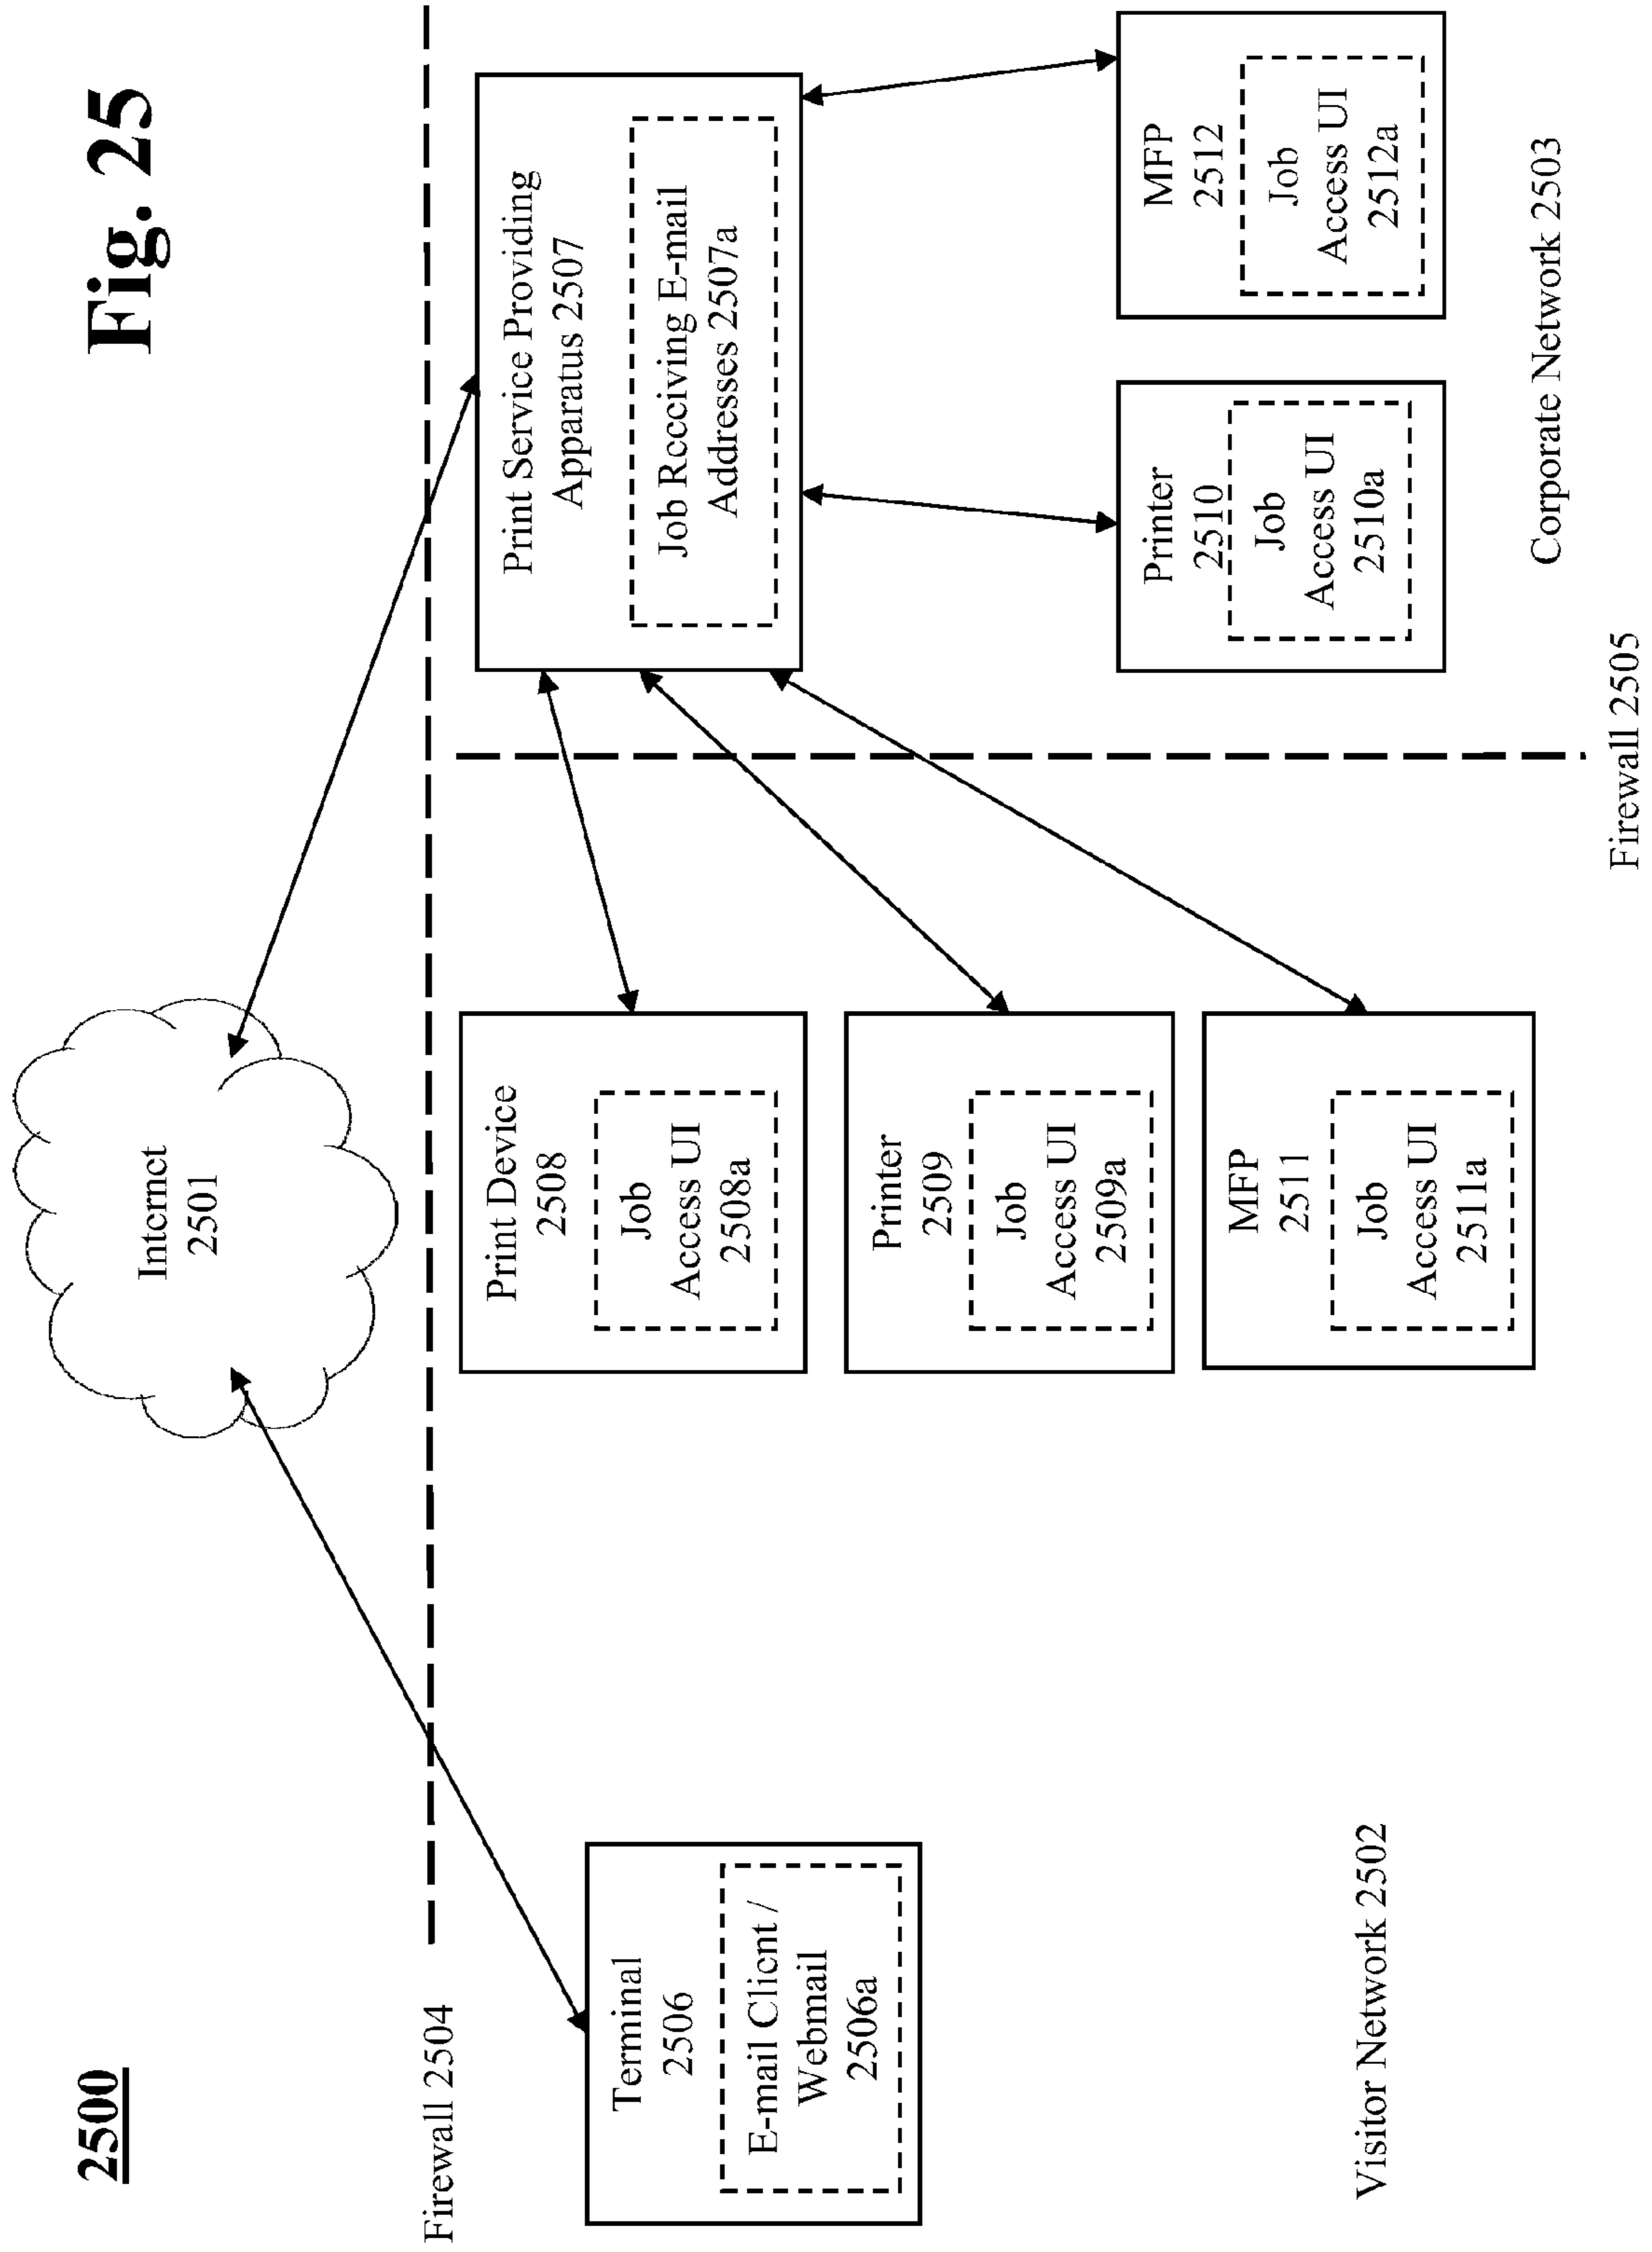 2500
Fig. 25
Internet
2501
Firewall 2504
Terminal
2506
E-mail Client /
Webmail
2506a
Print Device
2508
Job
Access UI
2508a
Printer
2509
Job
Access UI
2509a
MFP
2511
Job
Access UI
2511a
Visitor Network 2502
Print Service Providing
Apparatus 2507
Job Receiving E-mail
Addresses 2507a
Printer
2510
Job
Access UI
2510a
MFP
2512
Job
Access UI
2512a
Corporate Network 2503
Firewall 2505